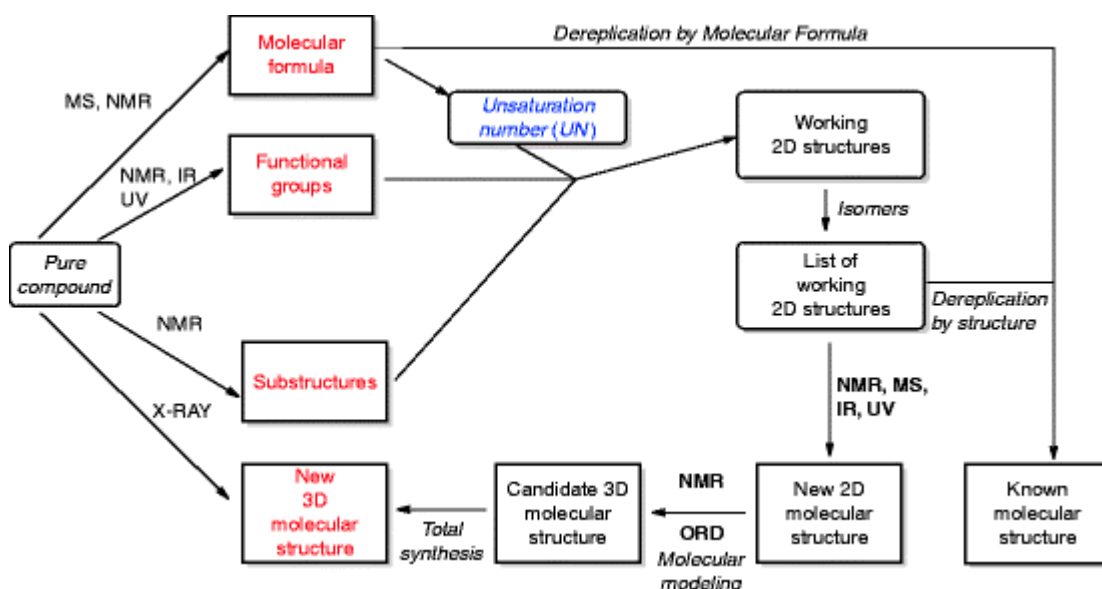 Molecular
formula
Dereplication by Molecular Formula
MS, NMR
Unsaturation
number (UN)
Working
2D structures
NMR, IR
UV
Functional
groups
Isomers
Pure
compound
List of
working
2D structures
Dereplication
by structure
NMR
Substructures
X-RAY
NMR, MS,
IR, UV
New
3D
molecular
structure
Total
synthesis
Candidate 3D
molecular
structure
NMR
ORD
Molecular
modeling
New 2D
molecular
structure
Known
molecular
structure